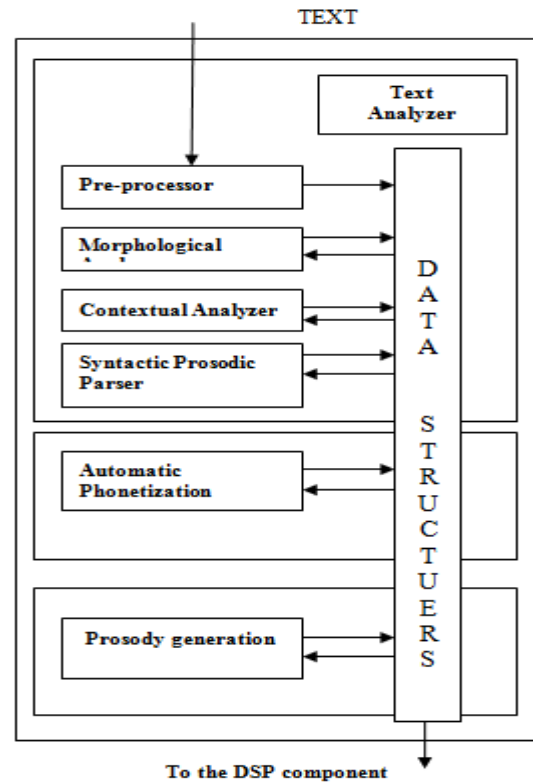 TEXT
Text
Analyzer
Pre-processor
Morphological
Contextual Analyzer
Syntactic Prosodic
Parser
Automatic
Phonetization
Prosody generation
DATA STRUCTUERS
To the DSP component